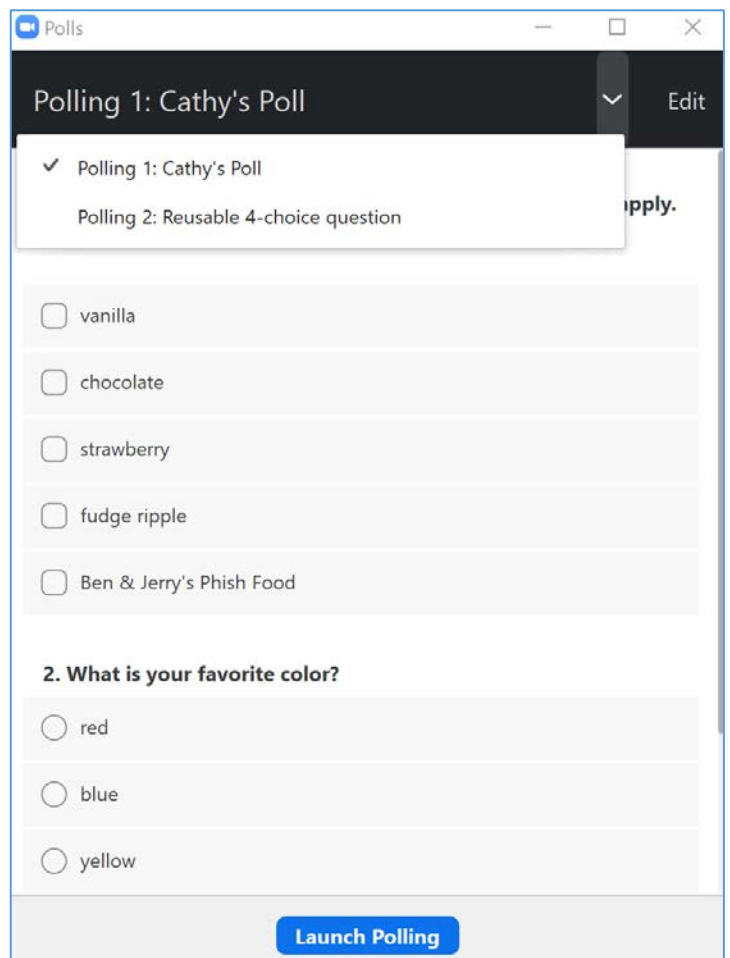 Polls
Polling 1: Cathy's Poll
Edit
Polling 1: Cathy's Poll
Polling 2: Reusable 4-choice question
apply.
vanilla
chocolate
strawberry
fudge ripple
Ben & Jerry's Phish Food
2. What is your favorite color?
red
blue
yellow
Launch Polling